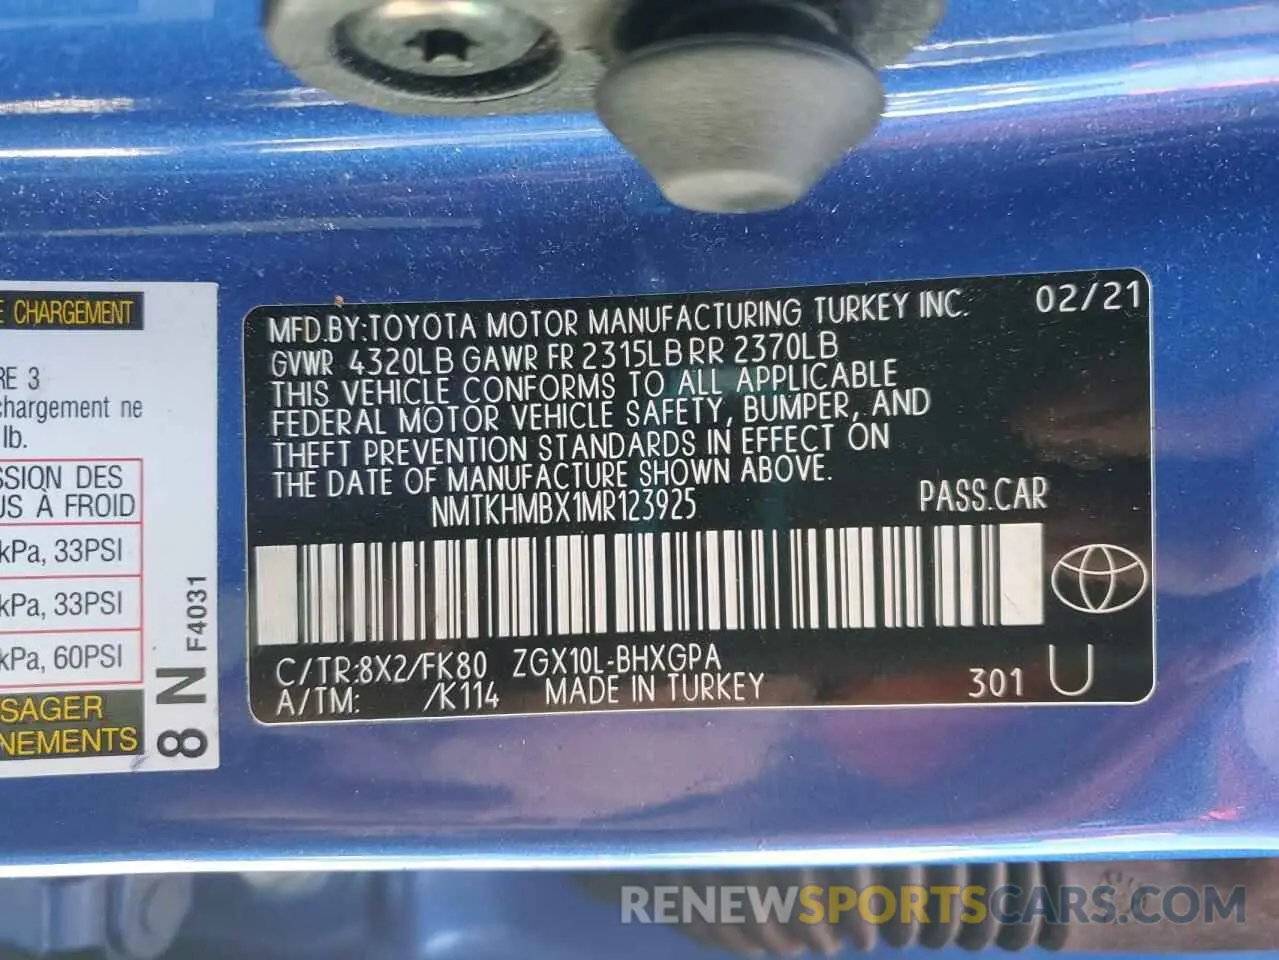 E CHARGEMENT
RE 3
chargement ne
lb.
SSION DES
US À FROID
kPa, 33PSI
kPa, 33PSI
kPa, 60PSI
SAGER
NEMENTS
8 N F4031
MFD.BY:TOYOTA MOTOR MANUFACTURING TURKEY INC. 02/21
GVWR 4320LB GAWR FR 2315LB RR 2370LB
THIS VEHICLE CONFORMS TO ALL APPLICABLE
FEDERAL MOTOR VEHICLE SAFETY, BUMPER, AND
THEFT PREVENTION STANDARDS IN EFFECT ON
THE DATE OF MANUFACTURE SHOWN ABOVE.
NMTKHMBX1MR123925 PASS.CAR
C/TR:8X2/FK80 ZGX10L-BHXGPA
A/TM: /K114 MADE IN TURKEY 301 U
RENEWSPORTSCARS.COM